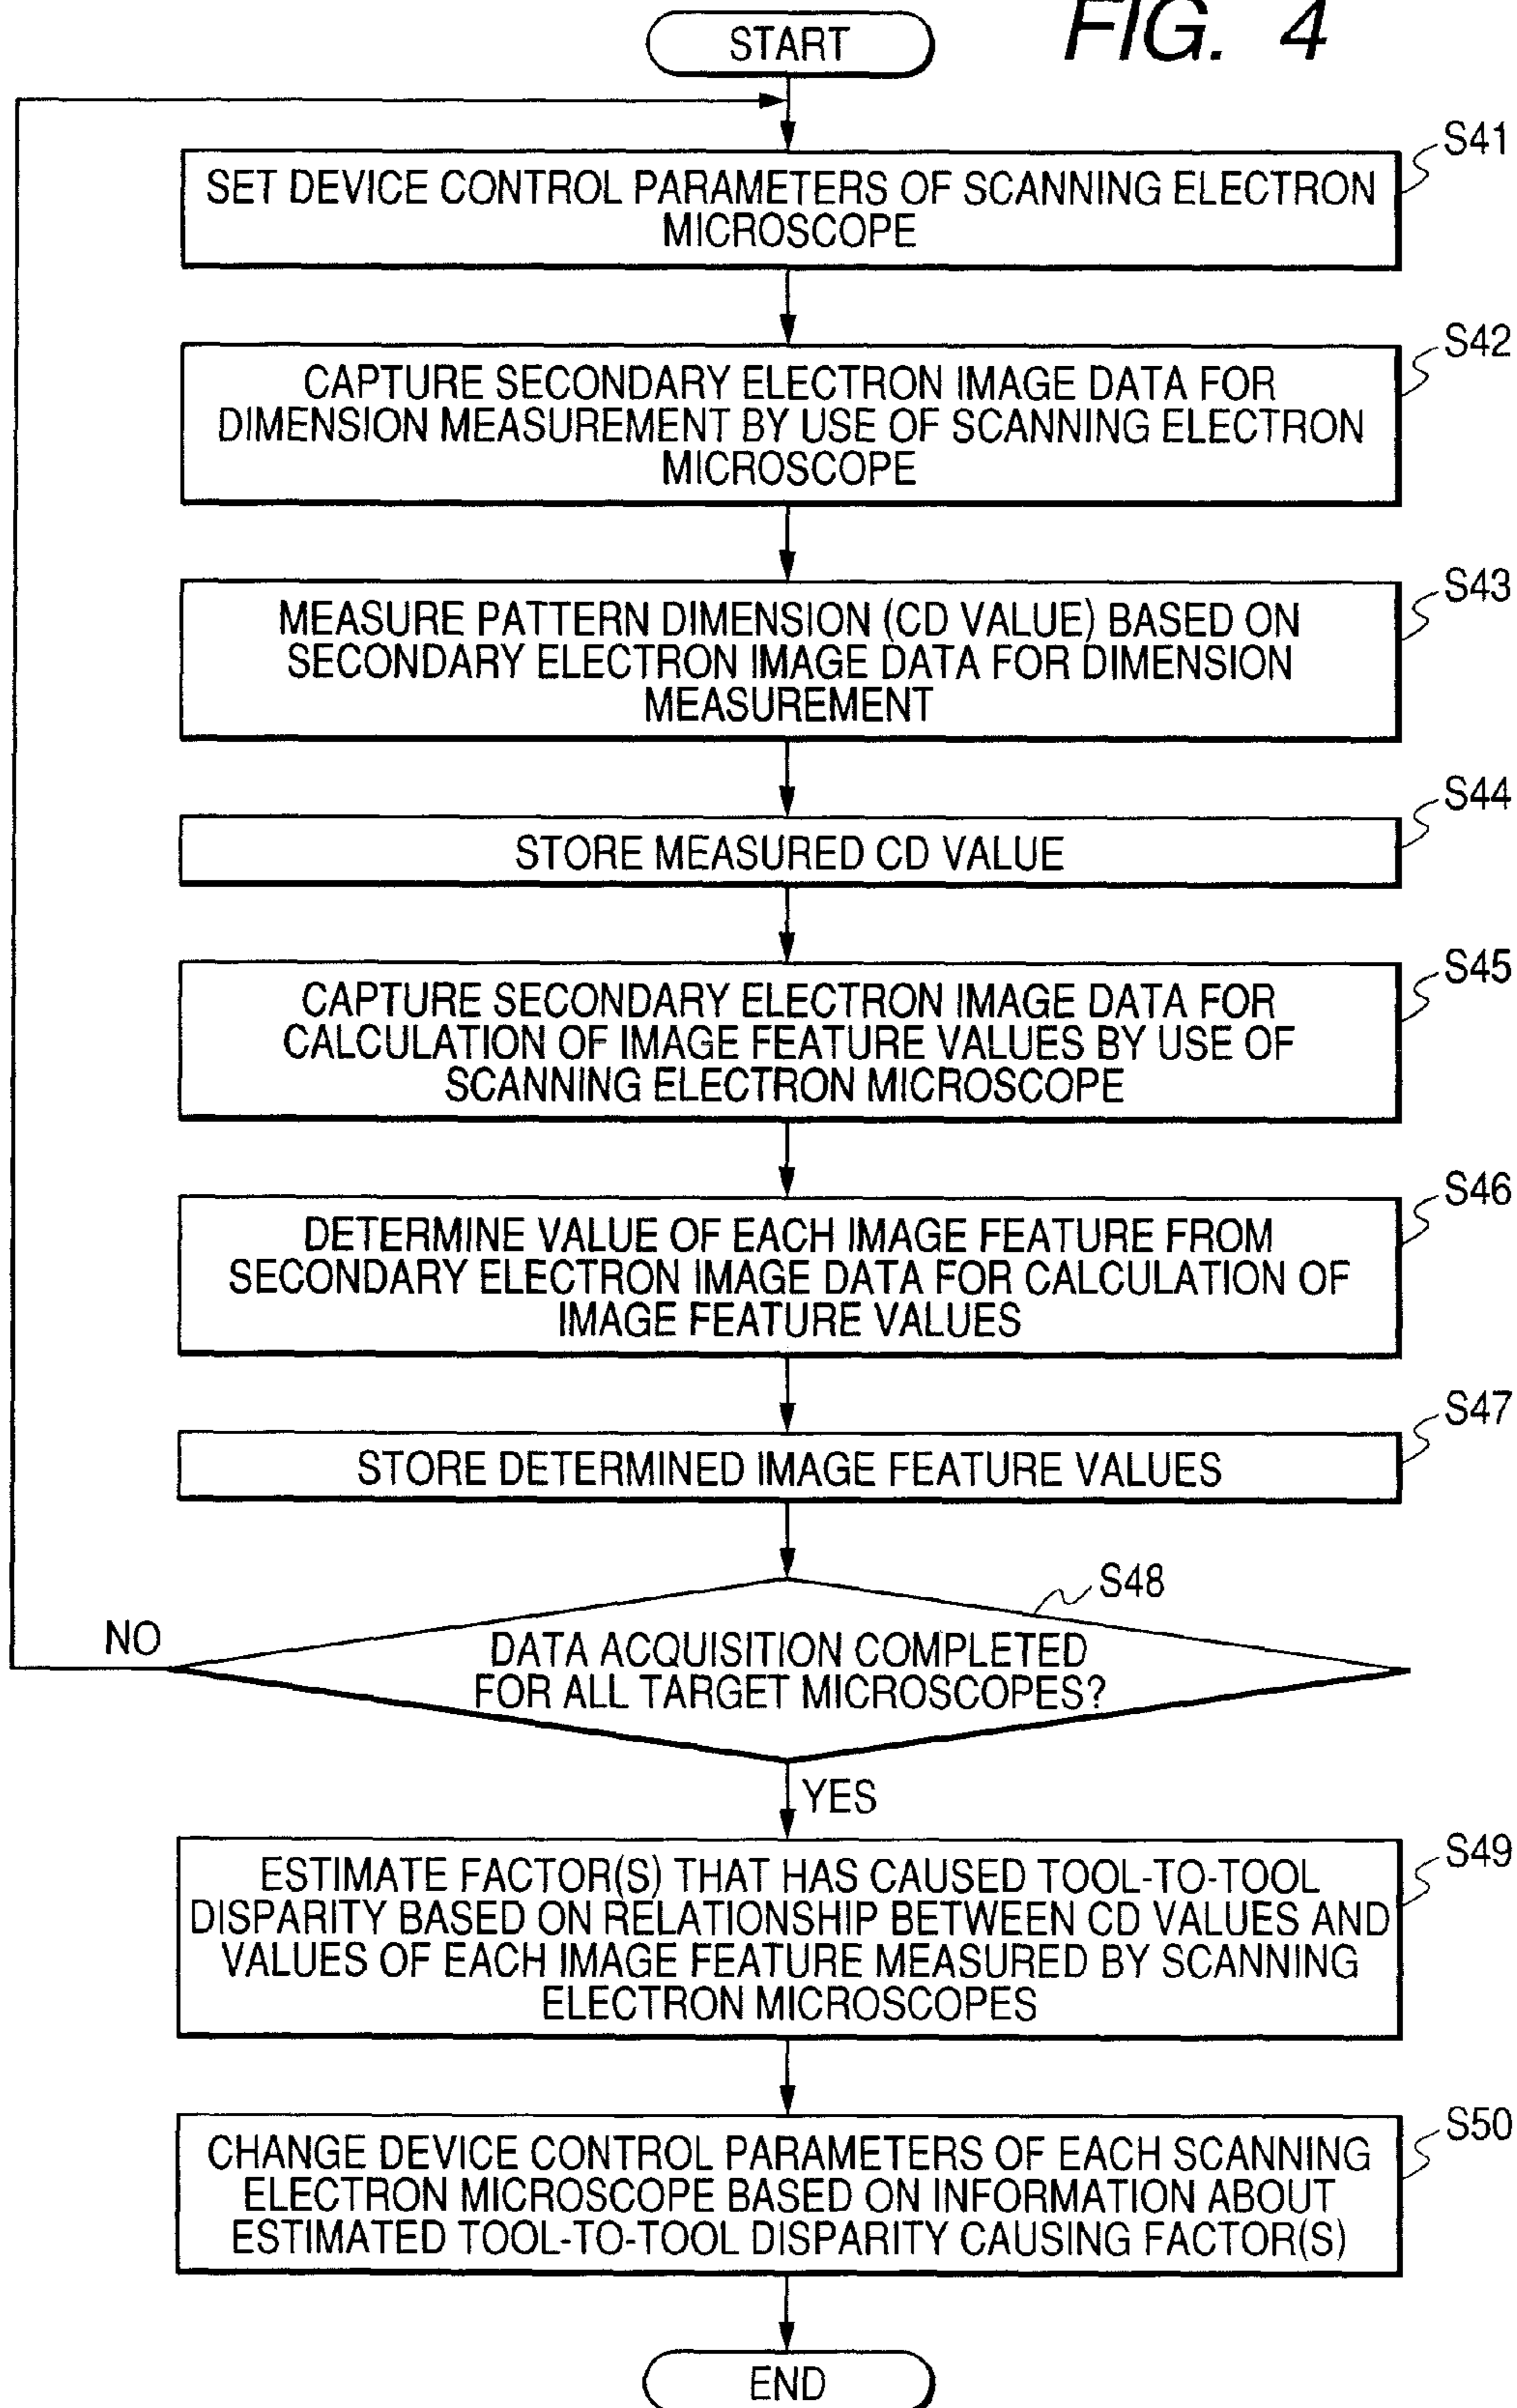 FIG. 4
START
S41
SET DEVICE CONTROL PARAMETERS OF SCANNING ELECTRON
MICROSCOPE
S42
CAPTURE SECONDARY ELECTRON IMAGE DATA FOR
DIMENSION MEASUREMENT BY USE OF SCANNING ELECTRON
MICROSCOPE
S43
MEASURE PATTERN DIMENSION (CD VALUE) BASED ON
SECONDARY ELECTRON IMAGE DATA FOR DIMENSION
MEASUREMENT
S44
STORE MEASURED CD VALUE
S45
CAPTURE SECONDARY ELECTRON IMAGE DATA FOR
CALCULATION OF IMAGE FEATURE VALUES BY USE OF
SCANNING ELECTRON MICROSCOPE
S46
DETERMINE VALUE OF EACH IMAGE FEATURE FROM
SECONDARY ELECTRON IMAGE DATA FOR CALCULATION OF
IMAGE FEATURE VALUES
S47
STORE DETERMINED IMAGE FEATURE VALUES
S48
NO
DATA ACQUISITION COMPLETED
FOR ALL TARGET MICROSCOPES?
YES
S49
ESTIMATE FACTOR(S) THAT HAS CAUSED TOOL-TO-TOOL
DISPARITY BASED ON RELATIONSHIP BETWEEN CD VALUES AND
VALUES OF EACH IMAGE FEATURE MEASURED BY SCANNING
ELECTRON MICROSCOPES
S50
CHANGE DEVICE CONTROL PARAMETERS OF EACH SCANNING
ELECTRON MICROSCOPE BASED ON INFORMATION ABOUT
ESTIMATED TOOL-TO-TOOL DISPARITY CAUSING FACTOR(S)
END